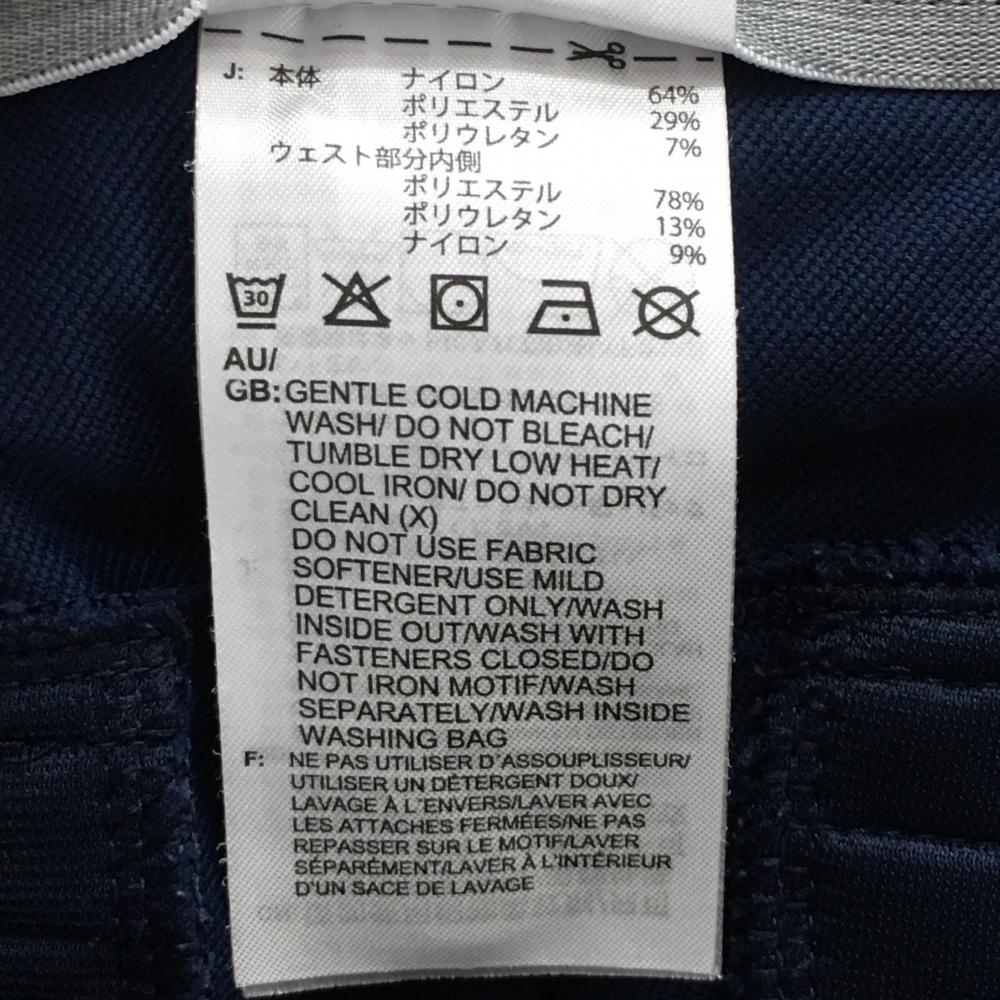 J: 本体 ナイロン 64%
ポリエステル 29%
ポリウレタン 7%
ウェスト部分内側
ポリエステル 78%
ポリウレタン 13%
ナイロン 9%
30
AU/
GB: GENTLE COLD MACHINE
WASH/ DO NOT BLEACH/
TUMBLE DRY LOW HEAT/
COOL IRON/ DO NOT DRY
CLEAN (X)
DO NOT USE FABRIC
SOFTENER/USE MILD
DETERGENT ONLY/WASH
INSIDE OUT/WASH WITH
FASTENERS CLOSED/DO
NOT IRON MOTIF/WASH
SEPARATELY/WASH INSIDE
WASHING BAG
F: NE PAS UTILISER D'ASSOUPLISSEUR/
UTILISER UN DÉTERGENT DOUX/
LAVAGE À L'ENVERS/LAVER AVEC
LES ATTACHES FERMÉES/NE PAS
REPASSER SUR LE MOTIF/LAVER
SÉPARÉMENT/LAVER À L'INTÉRIEUR
D'UN SACE DE LAVAGE